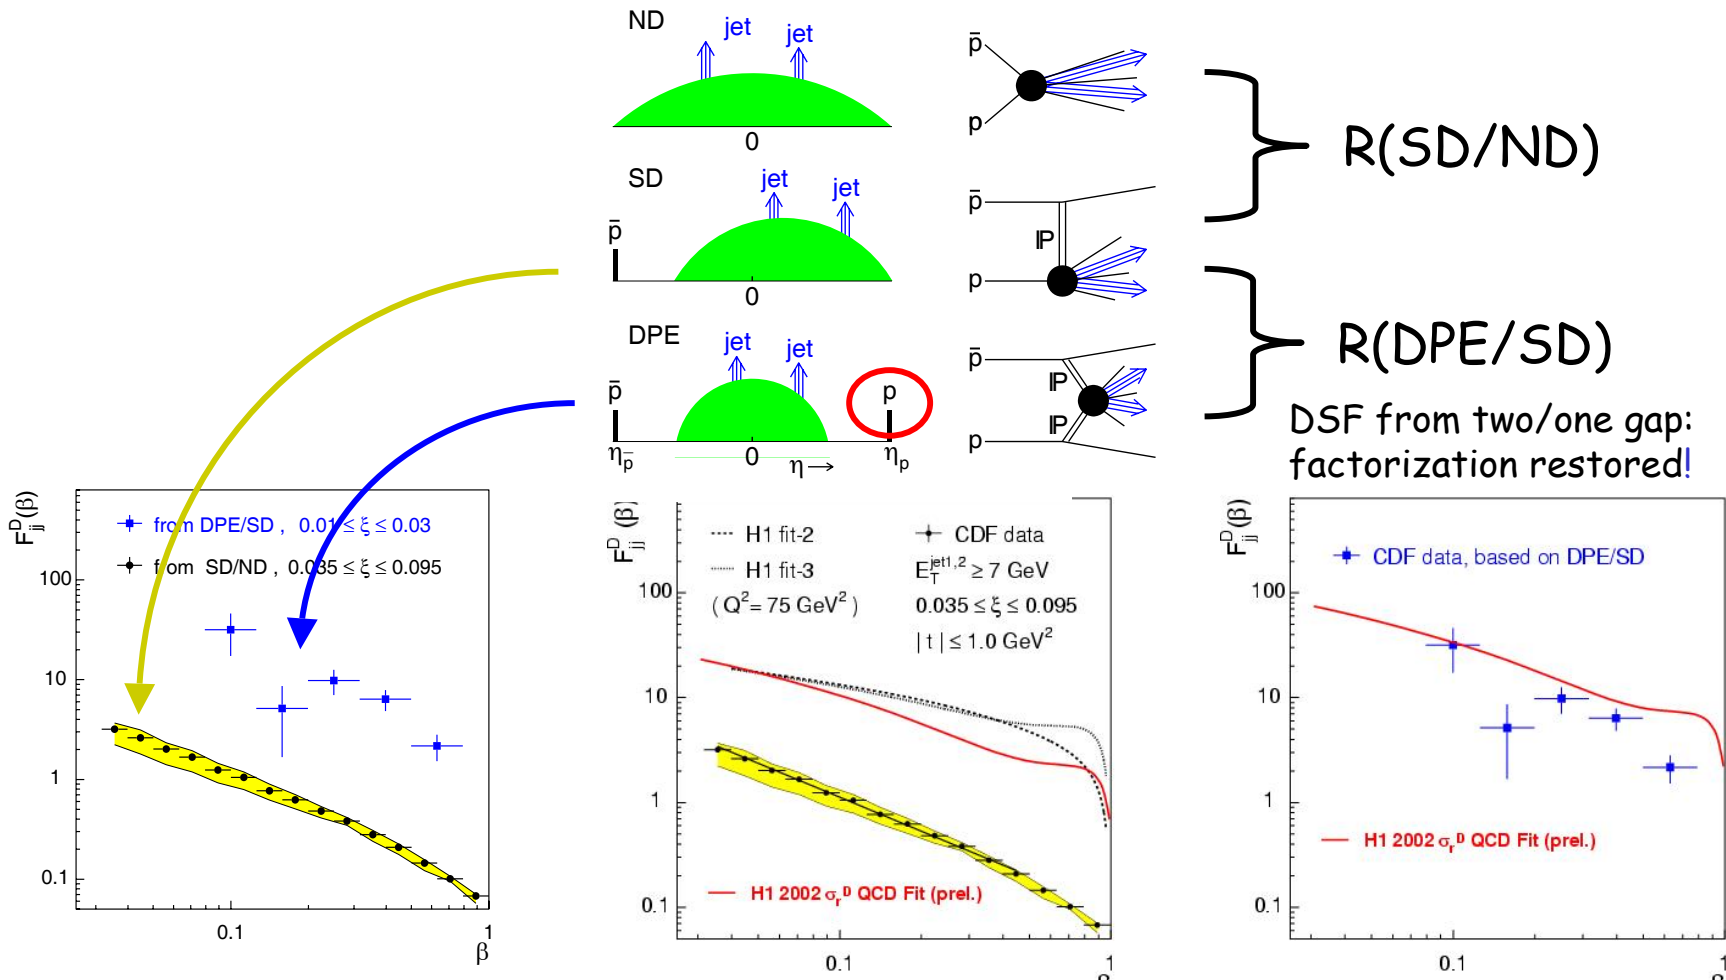 ND
jet
jet
0
p̄
p
R(SD/ND)
SD
jet
jet
p̄
0
p̄
IP
p
DPE
jet
jet
p̄
p
η_p̄
0
η→
η_p
p̄
IP
IP
p
R(DPE/SD)
DSF from two/one gap:
factorization restored!
F_jj^D(β)
from DPE/SD , 0.01 ≤ ξ ≤ 0.03
from SD/ND , 0.035 ≤ ξ ≤ 0.095
100
10
1
0.1
0.1
1
β
F_jj^D(β)
H1 fit-2
H1 fit-3
( Q²= 75 GeV² )
CDF data
E_T^jet1,2 ≥ 7 GeV
0.035 ≤ ξ ≤ 0.095
| t | ≤ 1.0 GeV²
100
10
1
0.1
H1 2002 σ_r^D QCD Fit (prel.)
0.1
1
F_jj^D(β)
CDF data, based on DPE/SD
100
10
1
0.1
H1 2002 σ_r^D QCD Fit (prel.)
0.1
1